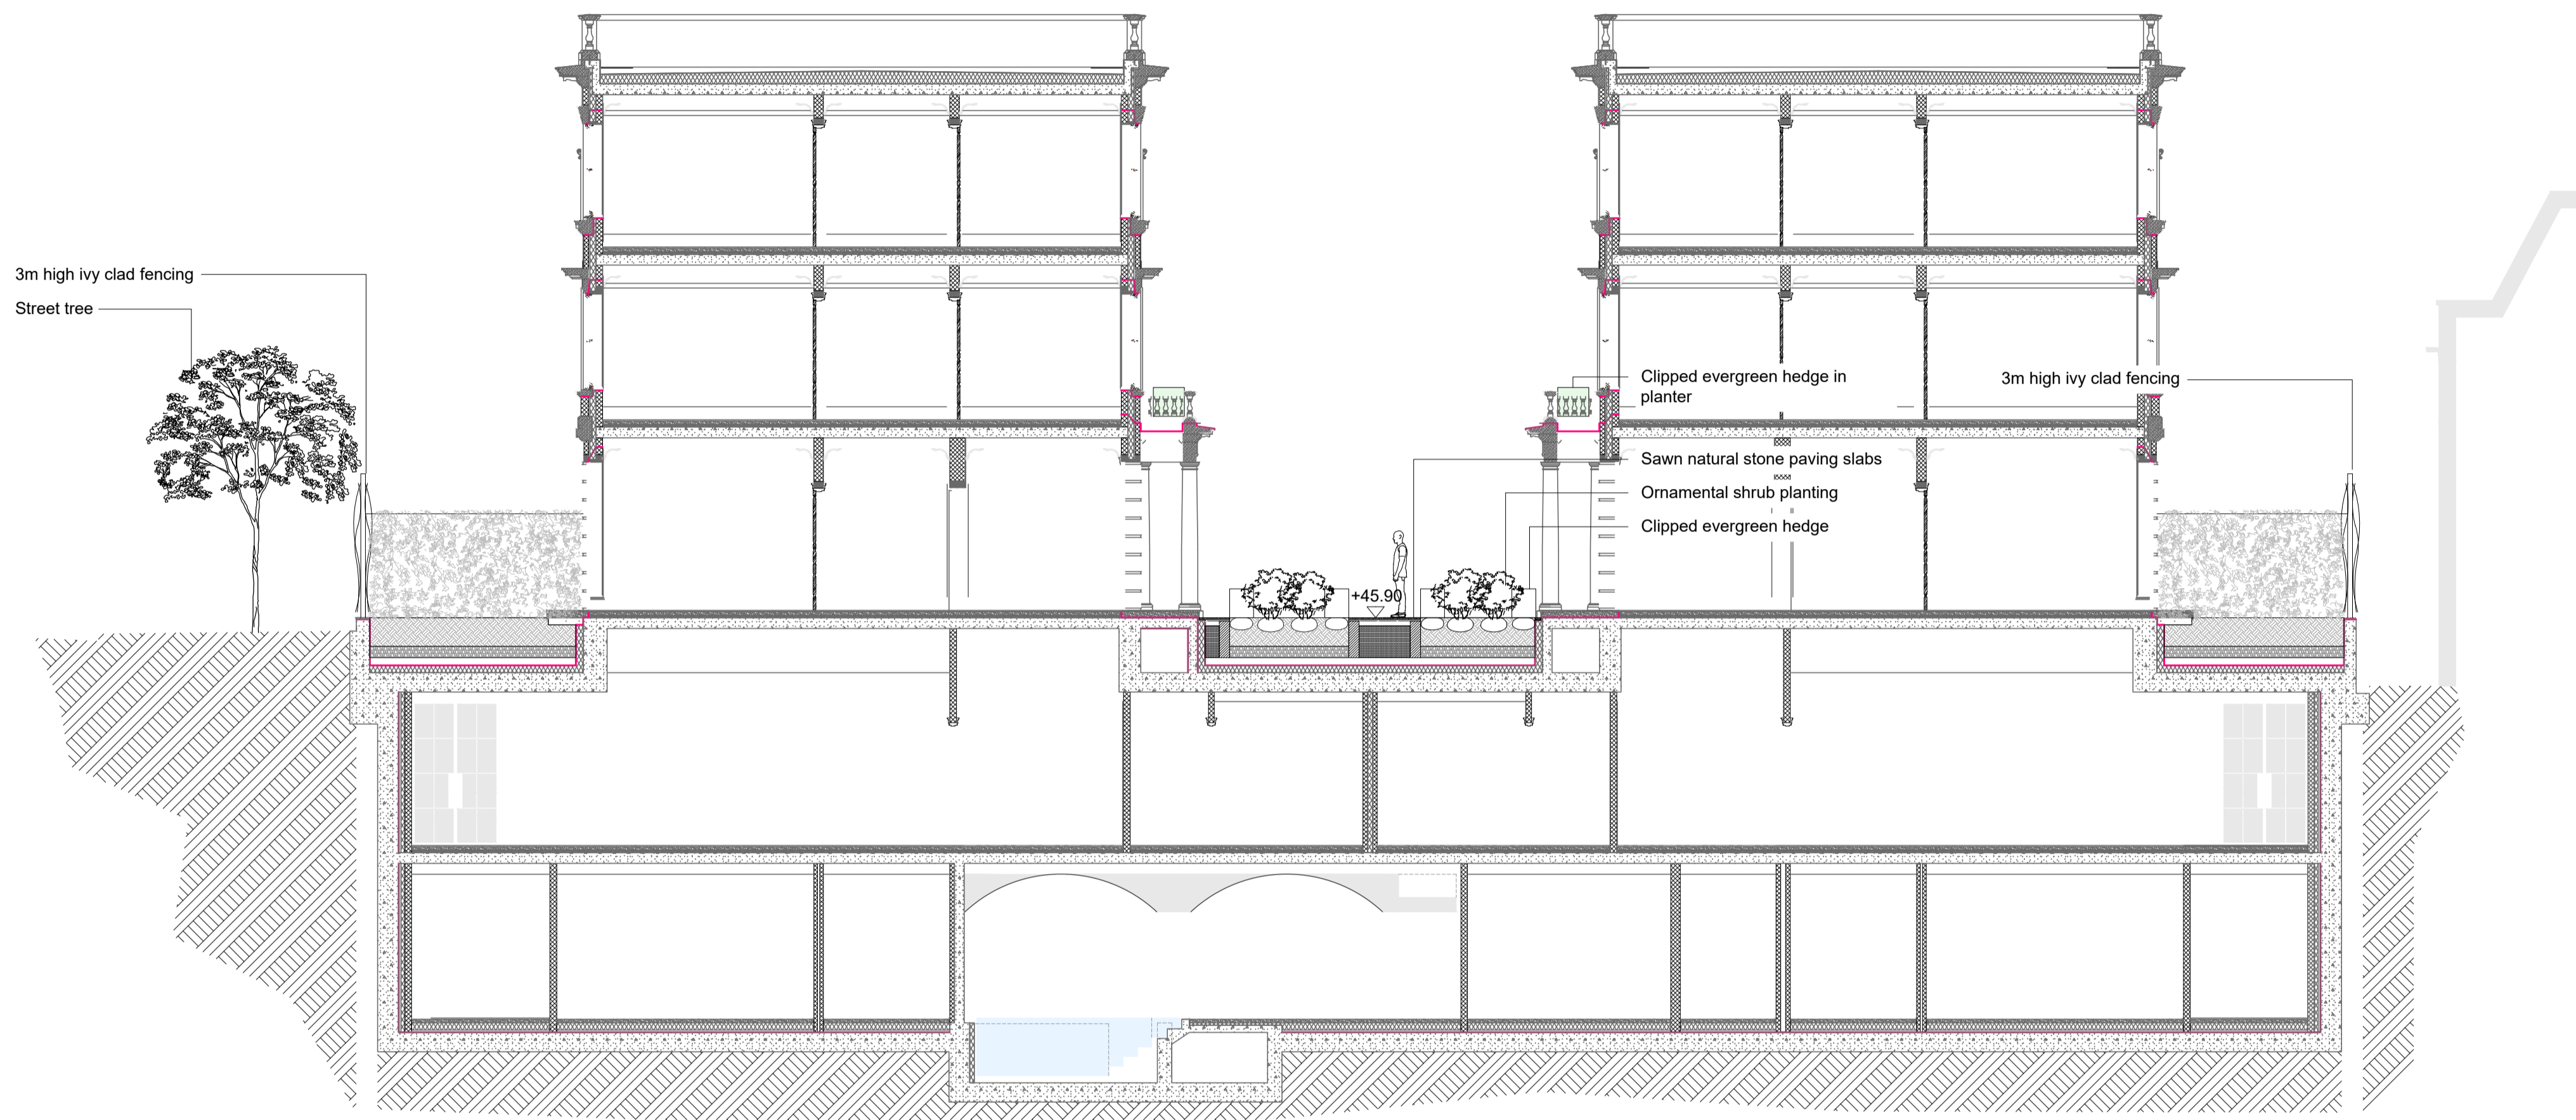 3m high ivy clad fencing
Street tree
Clipped evergreen hedge in
planter
3m high ivy clad fencing
Sawn natural stone paving slabs
Ornamental shrub planting
Clipped evergreen hedge
+45.90